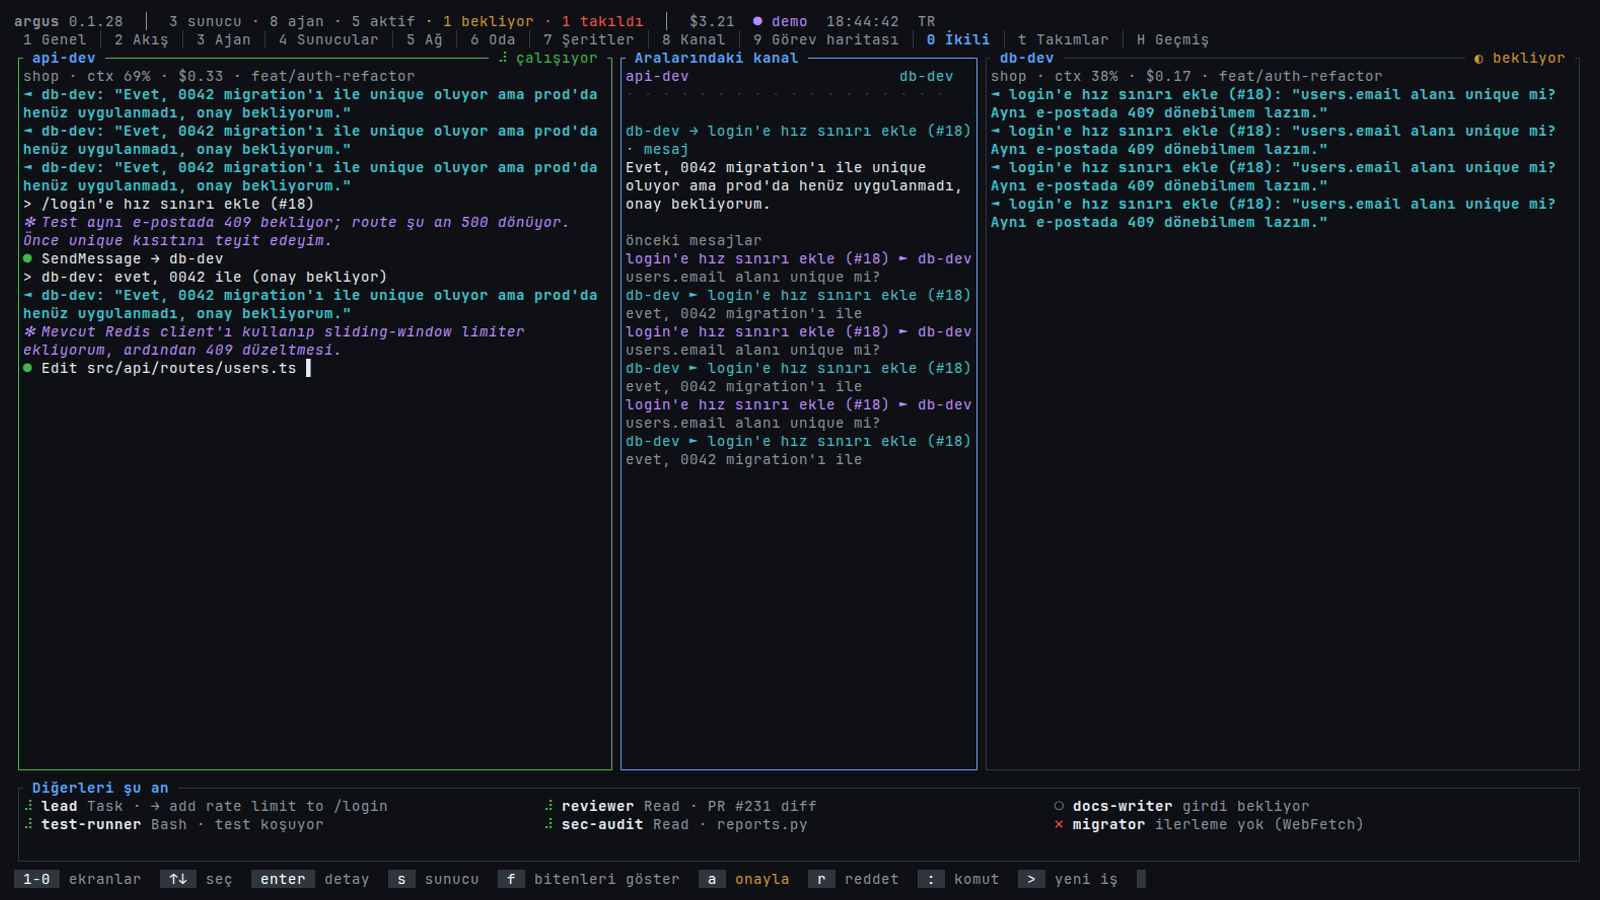 argus 0.1.28 │ 3 sunucu · 8 ajan · 5 aktif · 1 bekliyor · 1 takıldı │ $3.21 ● demo 18:44:42 TR
1 Genel │ 2 Akış │ 3 Ajan │ 4 Sunucular │ 5 Ağ │ 6 Oda │ 7 Şeritler │ 8 Kanal │ 9 Görev haritası │ 0 İkili │ t Takımlar │ H Geçmiş
api-dev
çalışıyor
shop · ctx 69% · $0.33 · feat/auth-refactor
◄ db-dev: "Evet, 0042 migration'ı ile unique oluyor ama prod'da
henüz uygulanmadı, onay bekliyorum."
◄ db-dev: "Evet, 0042 migration'ı ile unique oluyor ama prod'da
henüz uygulanmadı, onay bekliyorum."
◄ db-dev: "Evet, 0042 migration'ı ile unique oluyor ama prod'da
henüz uygulanmadı, onay bekliyorum."
> /login'e hız sınırı ekle (#18)
✻ Test aynı e-postada 409 bekliyor; route şu an 500 dönüyor.
Önce unique kısıtını teyit edeyim.
● SendMessage → db-dev
> db-dev: evet, 0042 ile (onay bekliyor)
◄ db-dev: "Evet, 0042 migration'ı ile unique oluyor ama prod'da
henüz uygulanmadı, onay bekliyorum."
✻ Mevcut Redis client'ı kullanıp sliding-window limiter
ekliyorum, ardından 409 düzeltmesi.
● Edit src/api/routes/users.ts
Aralarındaki kanal
api-dev db-dev
db-dev → login'e hız sınırı ekle (#18)
· mesaj
Evet, 0042 migration'ı ile unique
oluyor ama prod'da henüz uygulanmadı,
onay bekliyorum.
önceki mesajlar
login'e hız sınırı ekle (#18) ► db-dev
users.email alanı unique mi?
db-dev ► login'e hız sınırı ekle (#18)
evet, 0042 migration'ı ile
login'e hız sınırı ekle (#18) ► db-dev
users.email alanı unique mi?
db-dev ► login'e hız sınırı ekle (#18)
evet, 0042 migration'ı ile
login'e hız sınırı ekle (#18) ► db-dev
users.email alanı unique mi?
db-dev ► login'e hız sınırı ekle (#18)
evet, 0042 migration'ı ile
db-dev
◐ bekliyor
shop · ctx 38% · $0.17 · feat/auth-refactor
◄ login'e hız sınırı ekle (#18): "users.email alanı unique mi?
Aynı e-postada 409 dönebilmem lazım."
◄ login'e hız sınırı ekle (#18): "users.email alanı unique mi?
Aynı e-postada 409 dönebilmem lazım."
◄ login'e hız sınırı ekle (#18): "users.email alanı unique mi?
Aynı e-postada 409 dönebilmem lazım."
◄ login'e hız sınırı ekle (#18): "users.email alanı unique mi?
Aynı e-postada 409 dönebilmem lazım."
Diğerleri şu an
lead Task · → add rate limit to /login
reviewer Read · PR #231 diff
○ docs-writer girdi bekliyor
test-runner Bash · test koşuyor
sec-audit Read · reports.py
✕ migrator ilerleme yok (WebFetch)
1-0 ekranlar ↑↓ seç enter detay s sunucu f bitenleri göster a onayla r reddet : komut > yeni iş